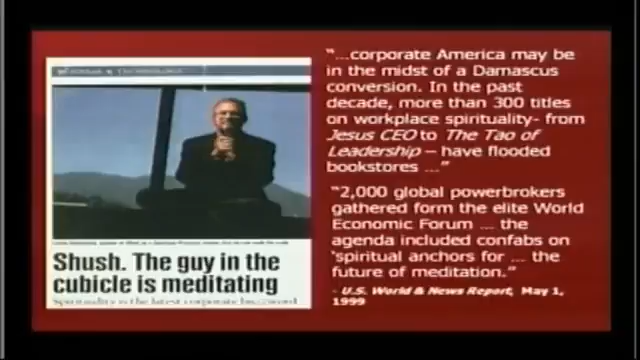 TECHNOLOGY
Shush. The guy in the
cubicle is meditating
Spirituality is the latest corporate buzzword
"...corporate America may be
in the midst of a Damascus
conversion. In the past
decade, more than 300 titles
on workplace spirituality- from
Jesus CEO to The Tao of
Leadership – have flooded
bookstores ..."
"2,000 global powerbrokers
gathered form the elite World
Economic Forum ... the
agenda included confabs on
'spiritual anchors for ... the
future of meditation."
- U.S. World & News Report, May 1,
1999